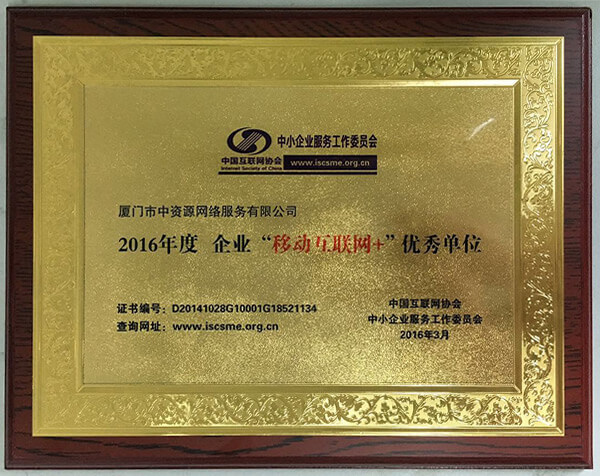 中小企业服务工作委员会
中国互联网协会
Internet Society of China
www.iscsme.org.cn
厦门市中资源网络服务有限公司
2016年度 企业“移动互联网+”优秀单位
证书编号：D20141028G10001G18521134
查询网址：www.iscsme.org.cn
中国互联网协会
中小企业服务工作委员会
2016年3月